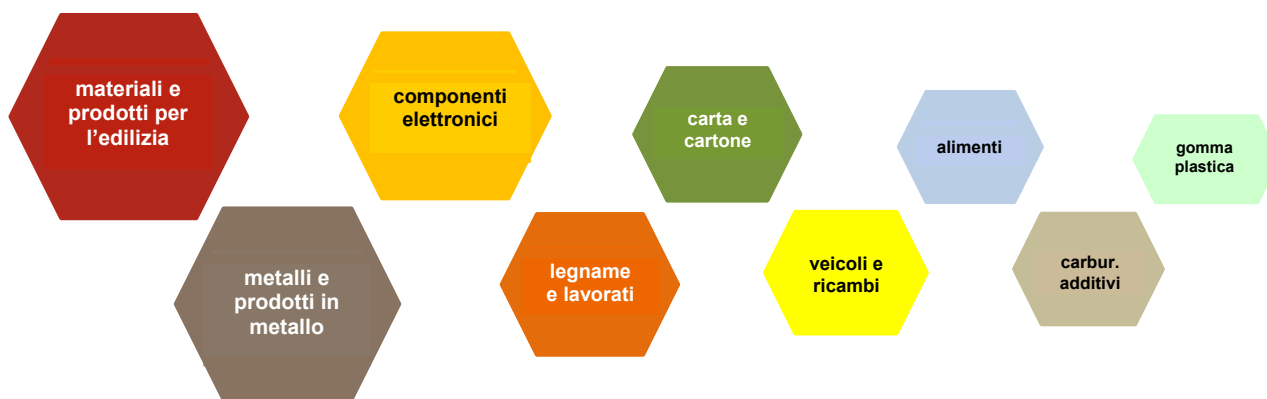 materiali e
prodotti per
l’edilizia
componenti
elettronici
carta e
cartone
alimenti
gomma
plastica
metalli e
prodotti in
metallo
legname
e lavorati
veicoli e
ricambi
carbur.
additivi